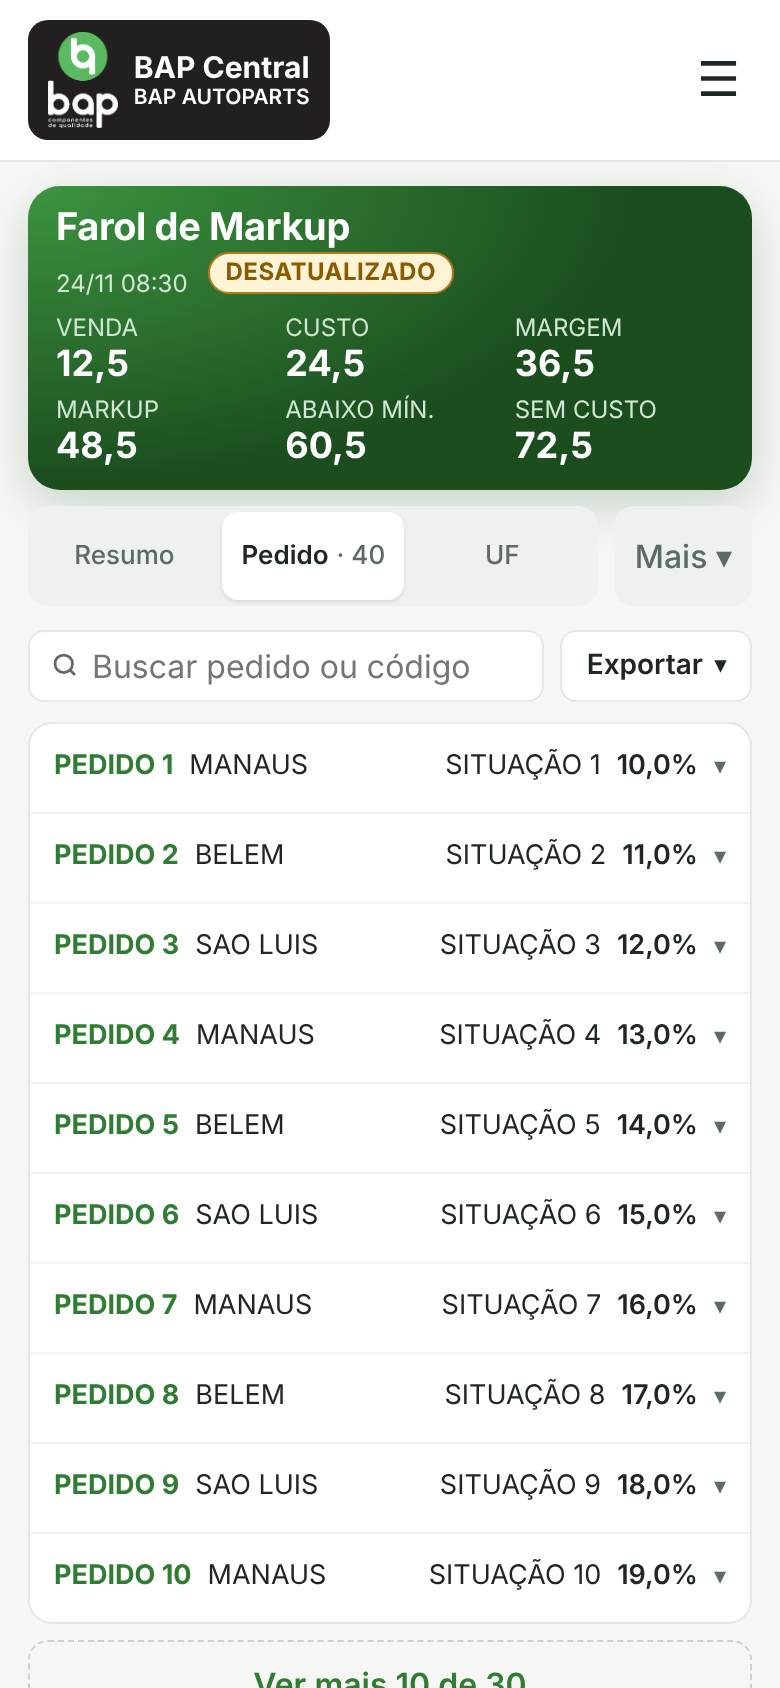 bap
componentes
de qualidade
BAP Central
BAP AUTOPARTS
☰
Farol de Markup
24/11 08:30 DESATUALIZADO
VENDA CUSTO MARGEM
12,5 24,5 36,5
MARKUP ABAIXO MÍN. SEM CUSTO
48,5 60,5 72,5
Resumo Pedido · 40 UF Mais ▾
Buscar pedido ou código Exportar ▾
PEDIDO 1 MANAUS SITUAÇÃO 1 10,0% ▾
PEDIDO 2 BELEM SITUAÇÃO 2 11,0% ▾
PEDIDO 3 SAO LUIS SITUAÇÃO 3 12,0% ▾
PEDIDO 4 MANAUS SITUAÇÃO 4 13,0% ▾
PEDIDO 5 BELEM SITUAÇÃO 5 14,0% ▾
PEDIDO 6 SAO LUIS SITUAÇÃO 6 15,0% ▾
PEDIDO 7 MANAUS SITUAÇÃO 7 16,0% ▾
PEDIDO 8 BELEM SITUAÇÃO 8 17,0% ▾
PEDIDO 9 SAO LUIS SITUAÇÃO 9 18,0% ▾
PEDIDO 10 MANAUS SITUAÇÃO 10 19,0% ▾
Ver mais 10 de 30